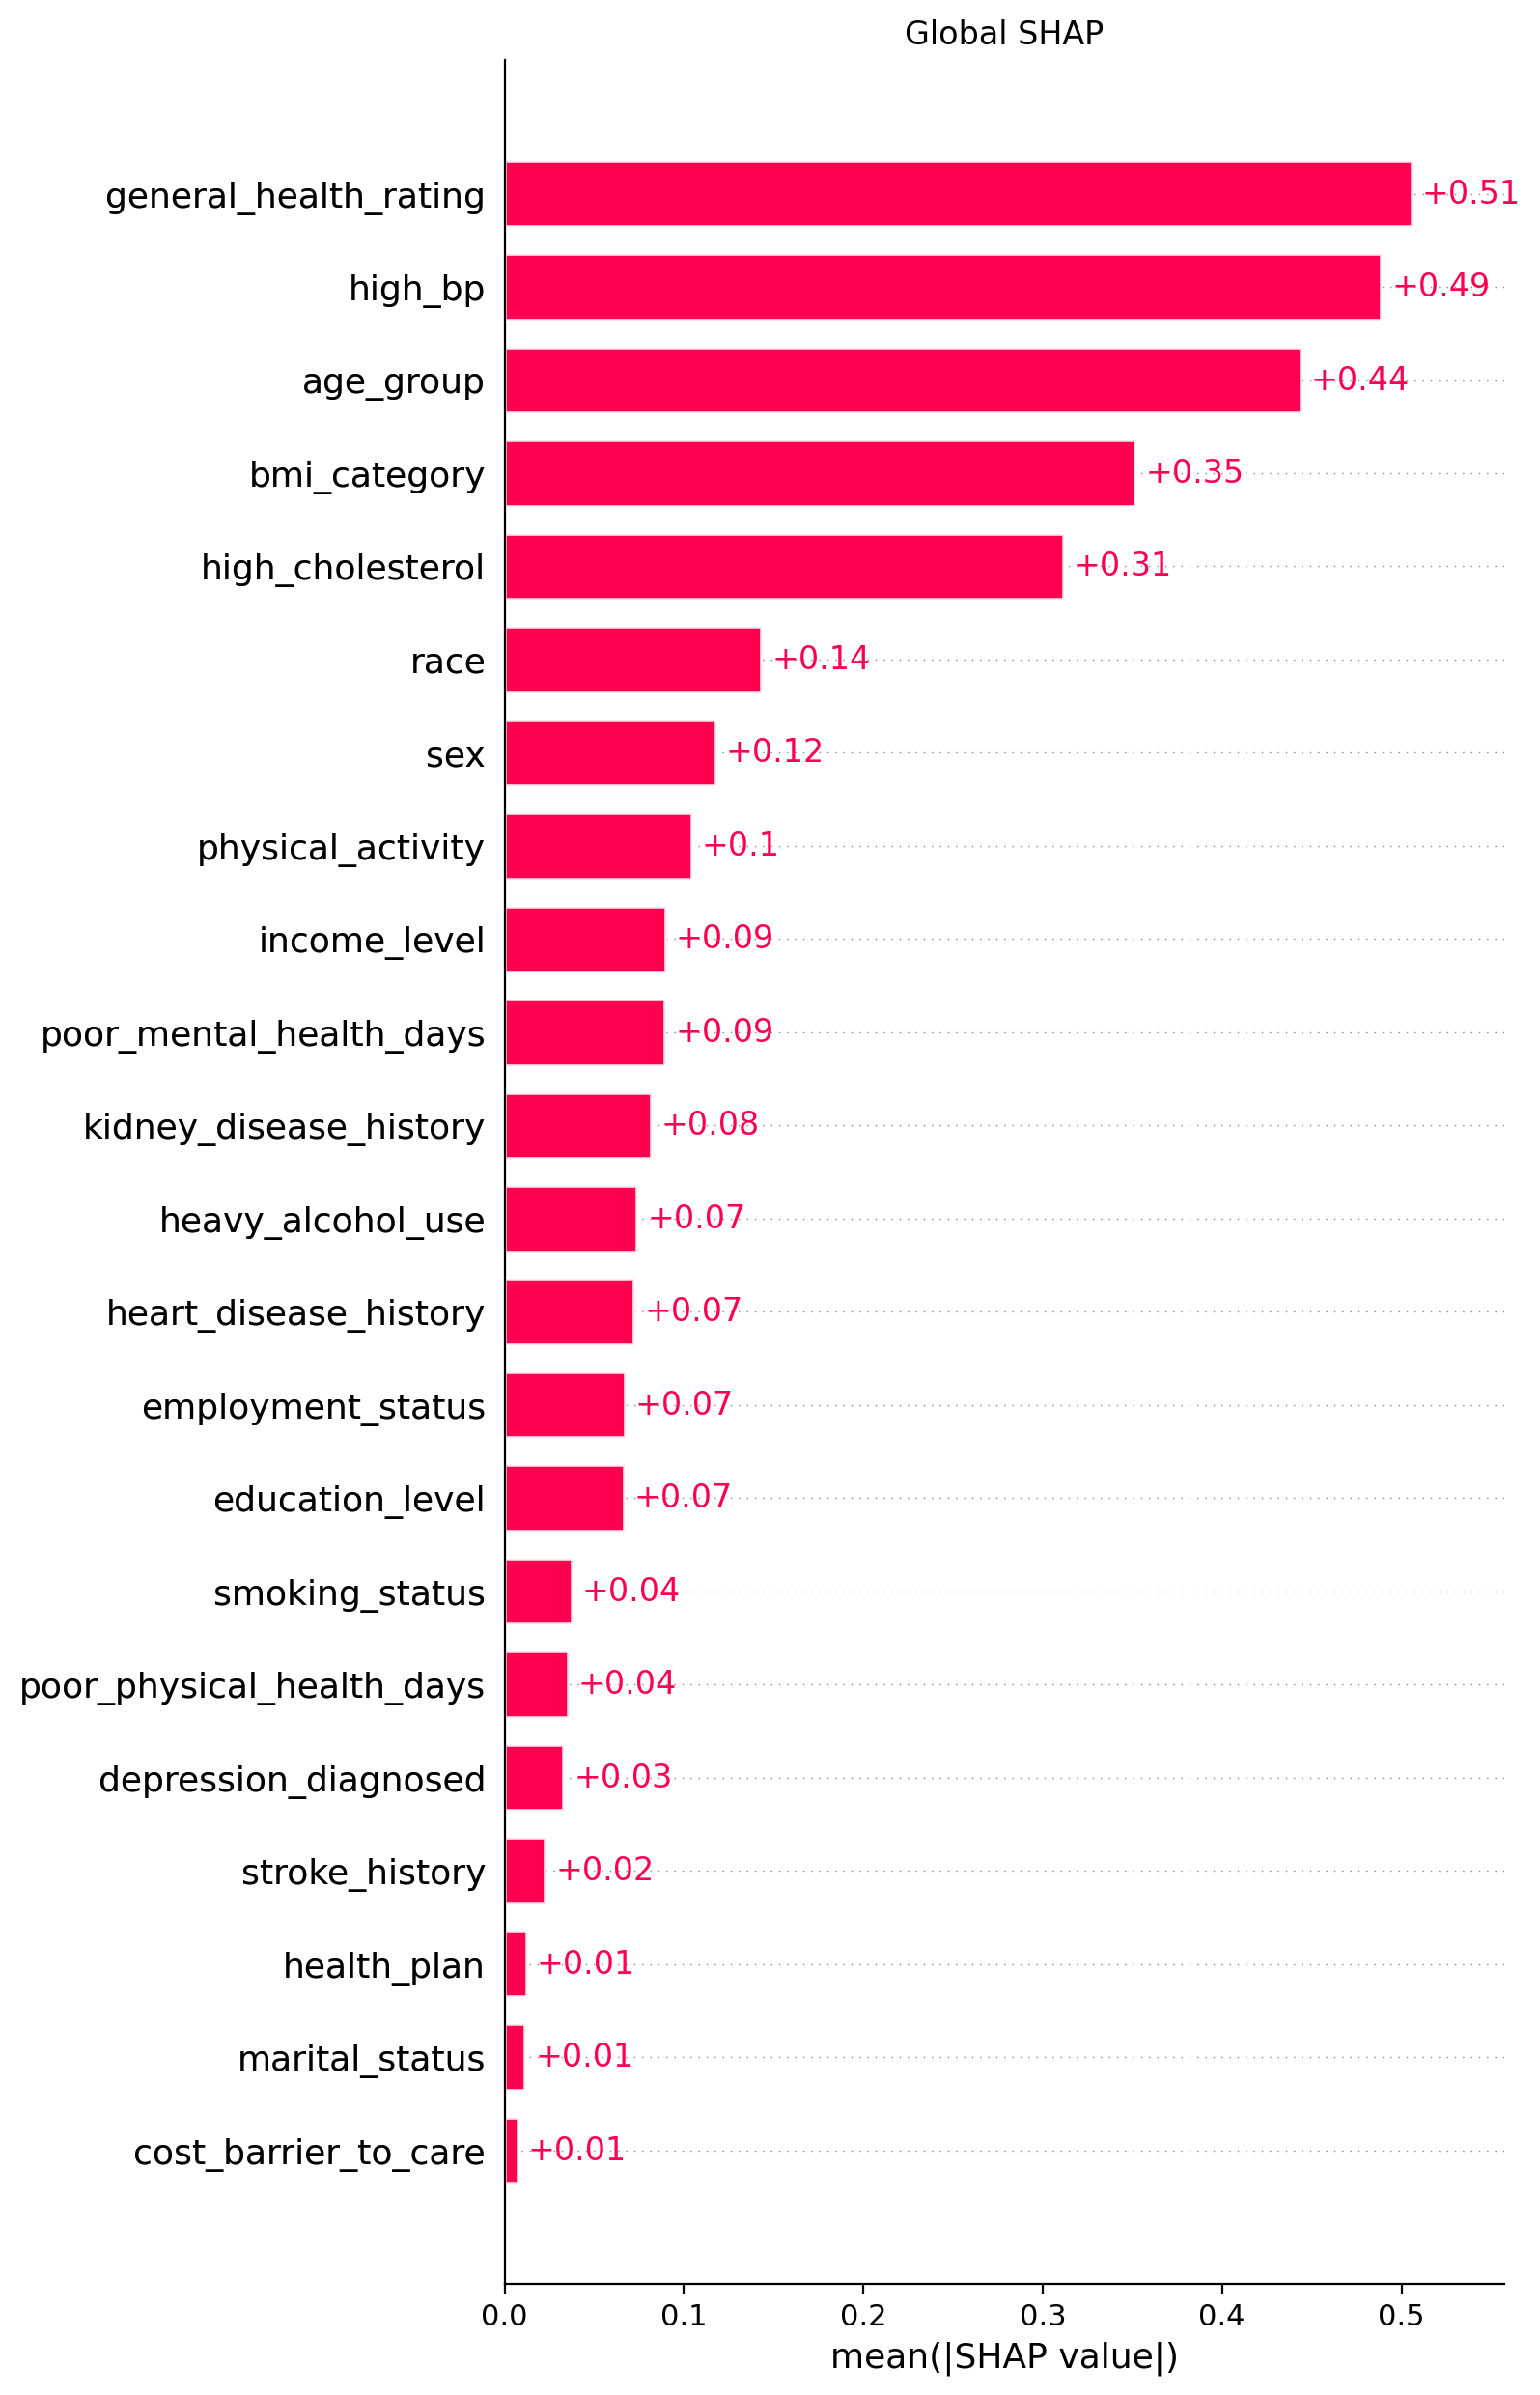 Global SHAP
general_health_rating +0.51
high_bp +0.49
age_group +0.44
bmi_category +0.35
high_cholesterol +0.31
race +0.14
sex +0.12
physical_activity +0.1
income_level +0.09
poor_mental_health_days +0.09
kidney_disease_history +0.08
heavy_alcohol_use +0.07
heart_disease_history +0.07
employment_status +0.07
education_level +0.07
smoking_status +0.04
poor_physical_health_days +0.04
depression_diagnosed +0.03
stroke_history +0.02
health_plan +0.01
marital_status +0.01
cost_barrier_to_care +0.01
0.0 0.1 0.2 0.3 0.4 0.5
mean(|SHAP value|)